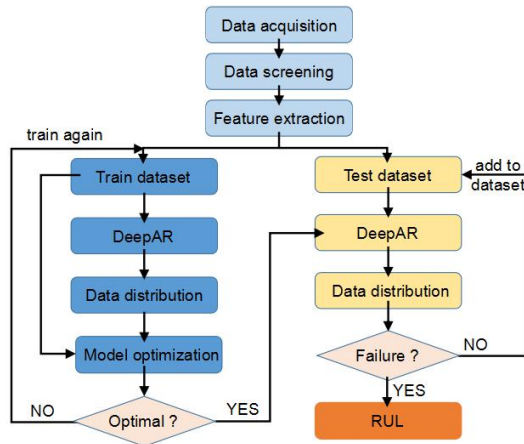 Data acquisition
Data screening
Feature extraction
train again
Train dataset
Test dataset
add to
dataset
DeepAR
DeepAR
Data distribution
Data distribution
Model optimization
Failure ?
NO
NO
Optimal ?
YES
YES
RUL